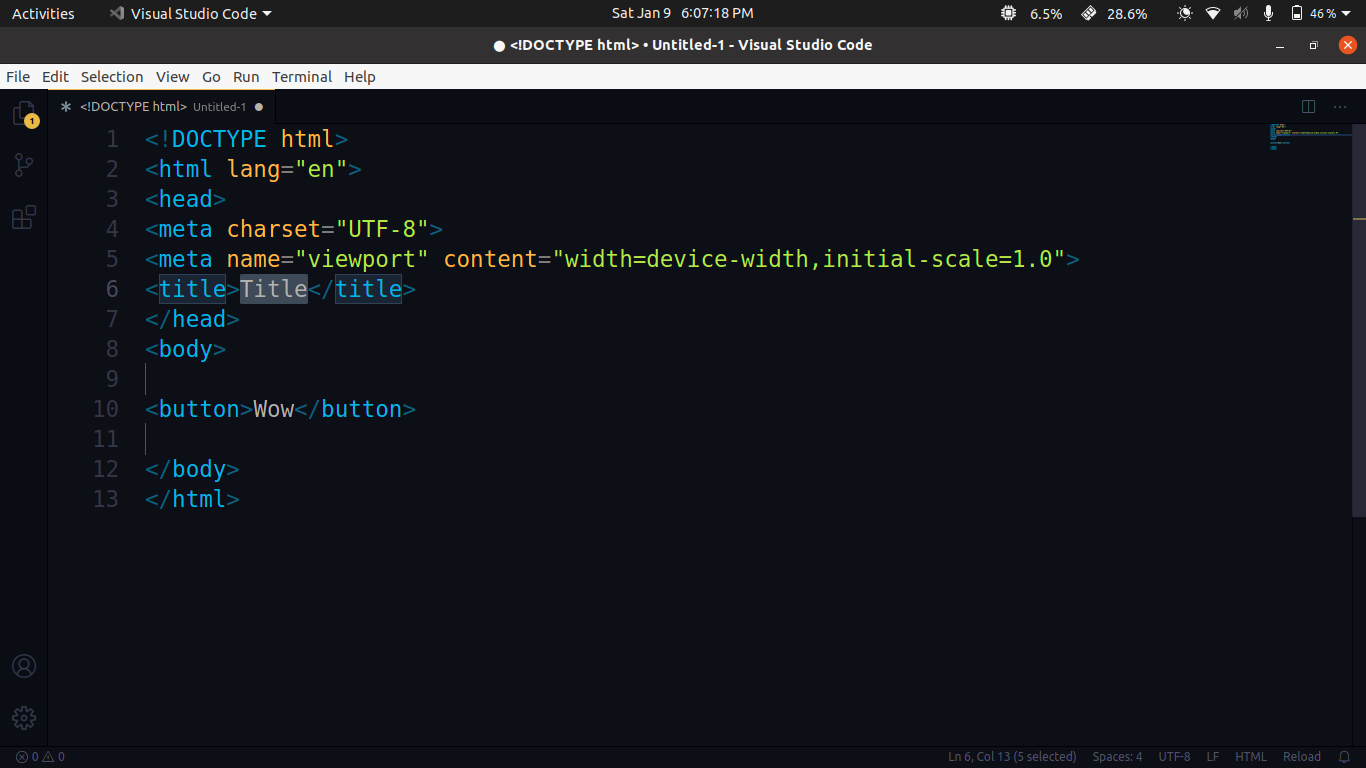 Activities Visual Studio Code Sat Jan 9 6:07:18 PM 6.5% 28.6% 46%
● <!DOCTYPE html> • Untitled-1 - Visual Studio Code
File Edit Selection View Go Run Terminal Help
1 <!DOCTYPE html> Untitled-1 ●
1 <!DOCTYPE html>
2 <html lang="en">
3 <head>
4 <meta charset="UTF-8">
5 <meta name="viewport" content="width=device-width,initial-scale=1.0">
6 <title>Title</title>
7 </head>
8 <body>
9
10 <button>Wow</button>
11
12 </body>
13 </html>
0 0 Ln 6, Col 13 (5 selected) Spaces: 4 UTF-8 LF HTML Reload